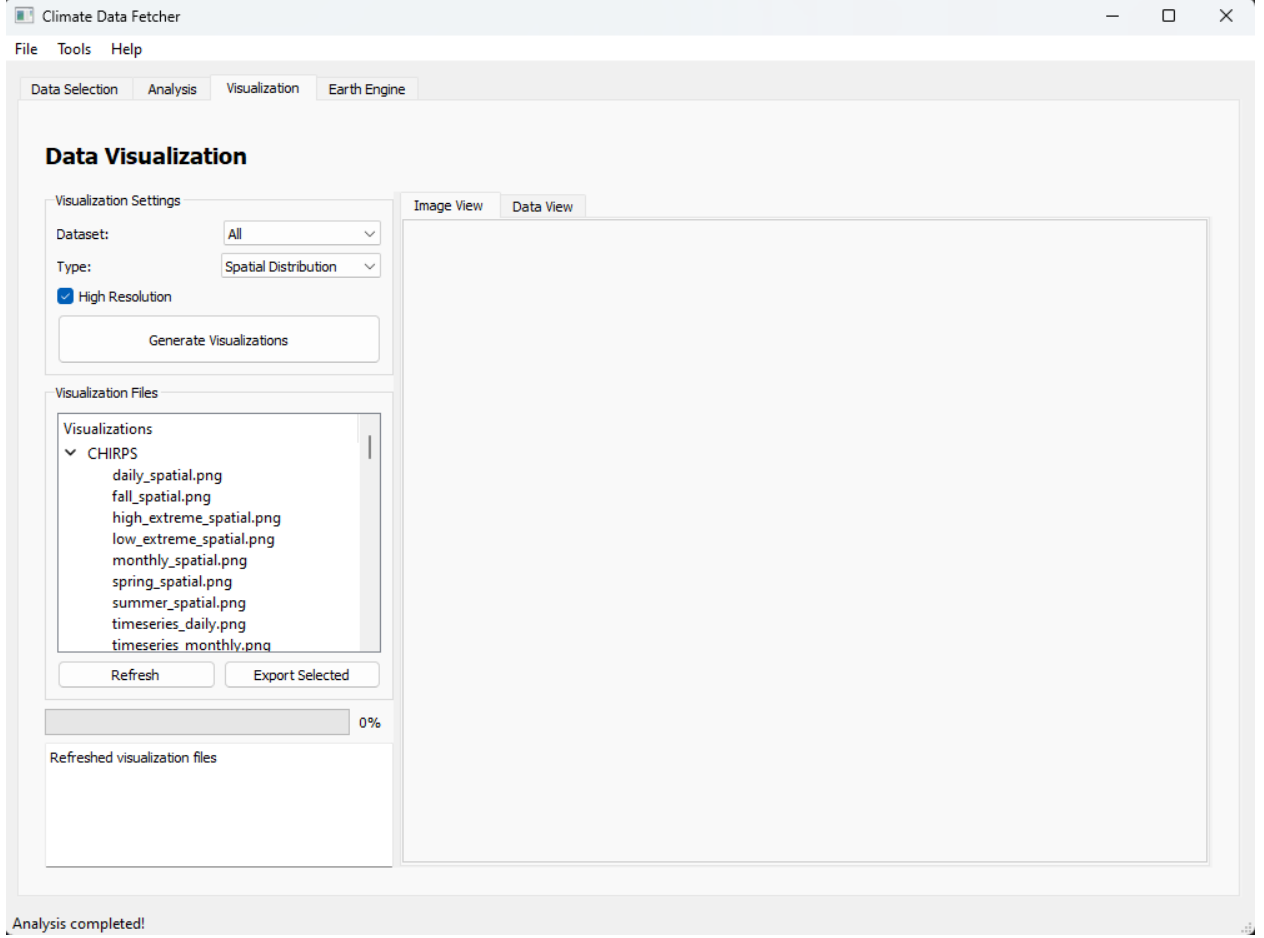 Climate Data Fetcher
File Tools Help
Data Selection Analysis Visualization Earth Engine
Data Visualization
Visualization Settings
Dataset: All
Type: Spatial Distribution
High Resolution
Generate Visualizations
Visualization Files
Visualizations
CHIRPS
daily_spatial.png
fall_spatial.png
high_extreme_spatial.png
low_extreme_spatial.png
monthly_spatial.png
spring_spatial.png
summer_spatial.png
timeseries_daily.png
timeseries_monthly.png
Refresh Export Selected
0%
Refreshed visualization files
Image View Data View
Analysis completed!